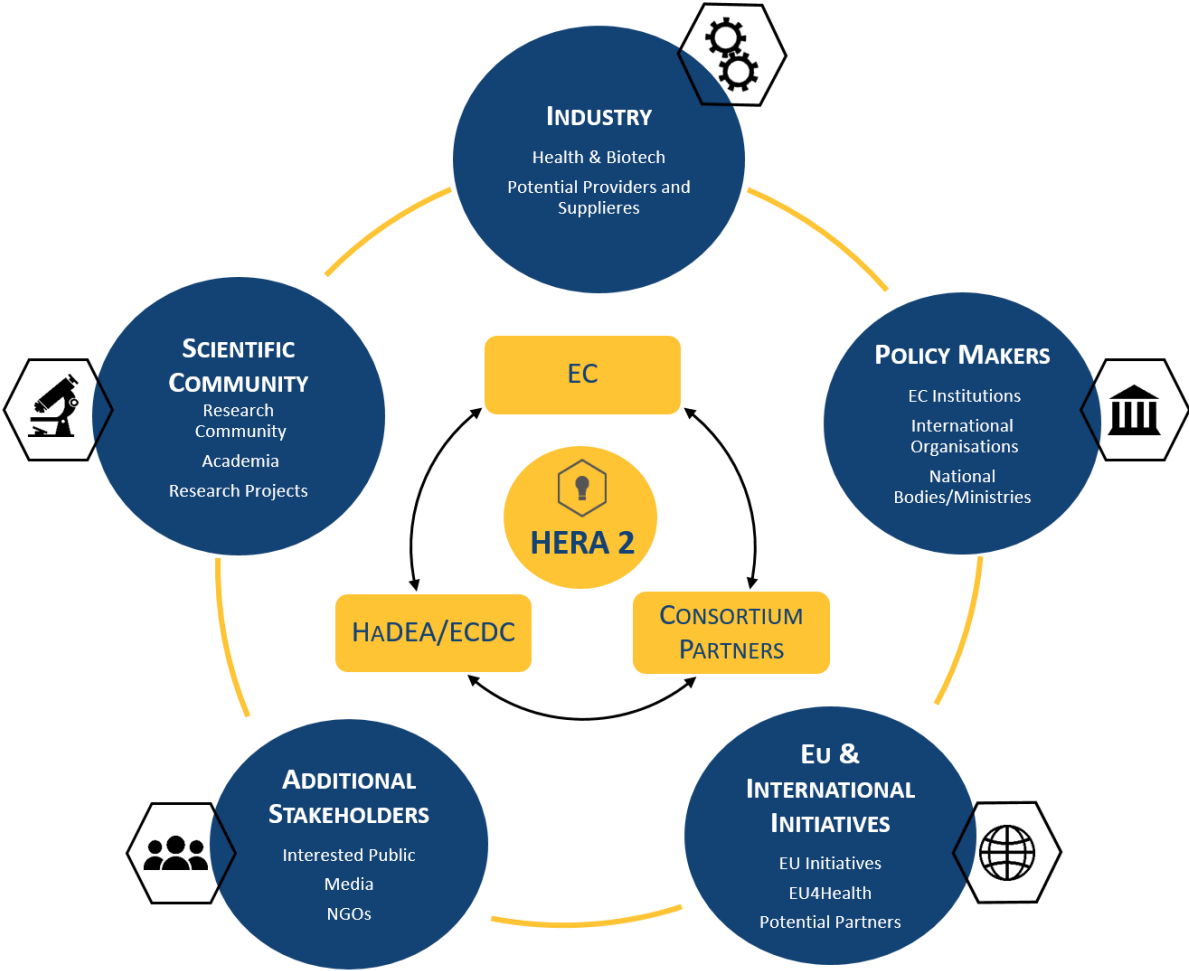 INDUSTRY
Health & Biotech
Potential Providers and
Supplieres
SCIENTIFIC
COMMUNITY
Research
Community
Academia
Research Projects
POLICY MAKERS
EC Institutions
International
Organisations
National
Bodies/Ministries
EC
HERA 2
HADEA/ECDC
CONSORTIUM
PARTNERS
ADDITIONAL
STAKEHOLDERS
Interested Public
Media
NGOs
EU &
INTERNATIONAL
INITIATIVES
EU Initiatives
EU4Health
Potential Partners